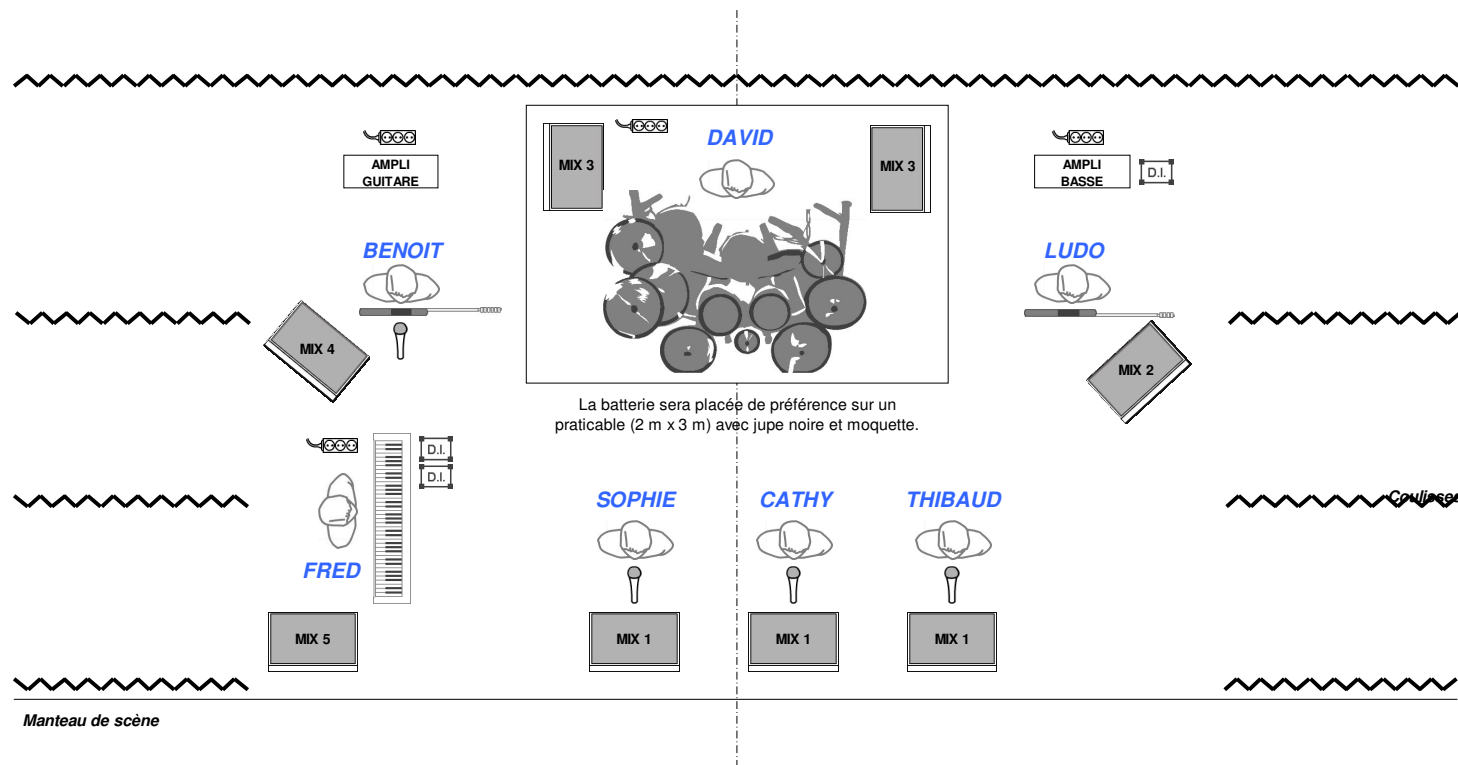 DAVID
MIX 3
MIX 3
AMPLI
GUITARE
AMPLI
BASSE
D.I.
BENOIT
LUDO
MIX 4
MIX 2
La batterie sera placée de préférence sur un
praticable (2 m x 3 m) avec jupe noire et moquette.
D.I.
D.I.
SOPHIE
CATHY
THIBAUD
Coulisses
FRED
MIX 5
MIX 1
MIX 1
MIX 1
Manteau de scène